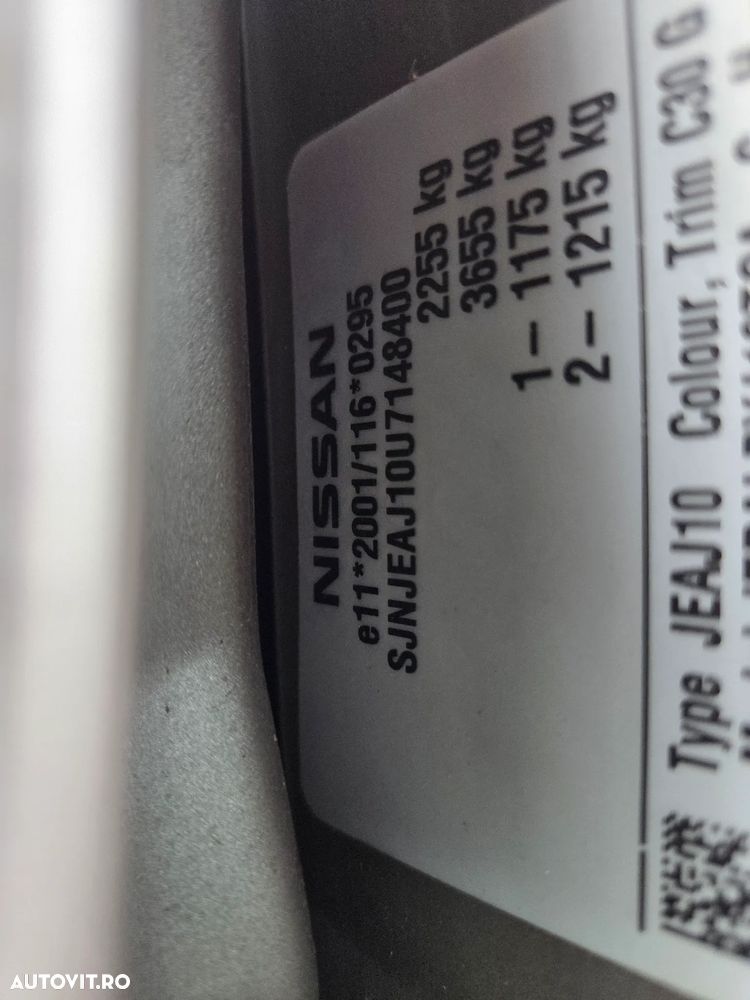 NISSAN
e11*2001/116*0295
SJNJEAJ10U7148400
2255 kg
3655 kg
1– 1175 kg
2– 1215 kg
Type JEAJ10 Colour, Trim C30 G
AUTOVIT.RO